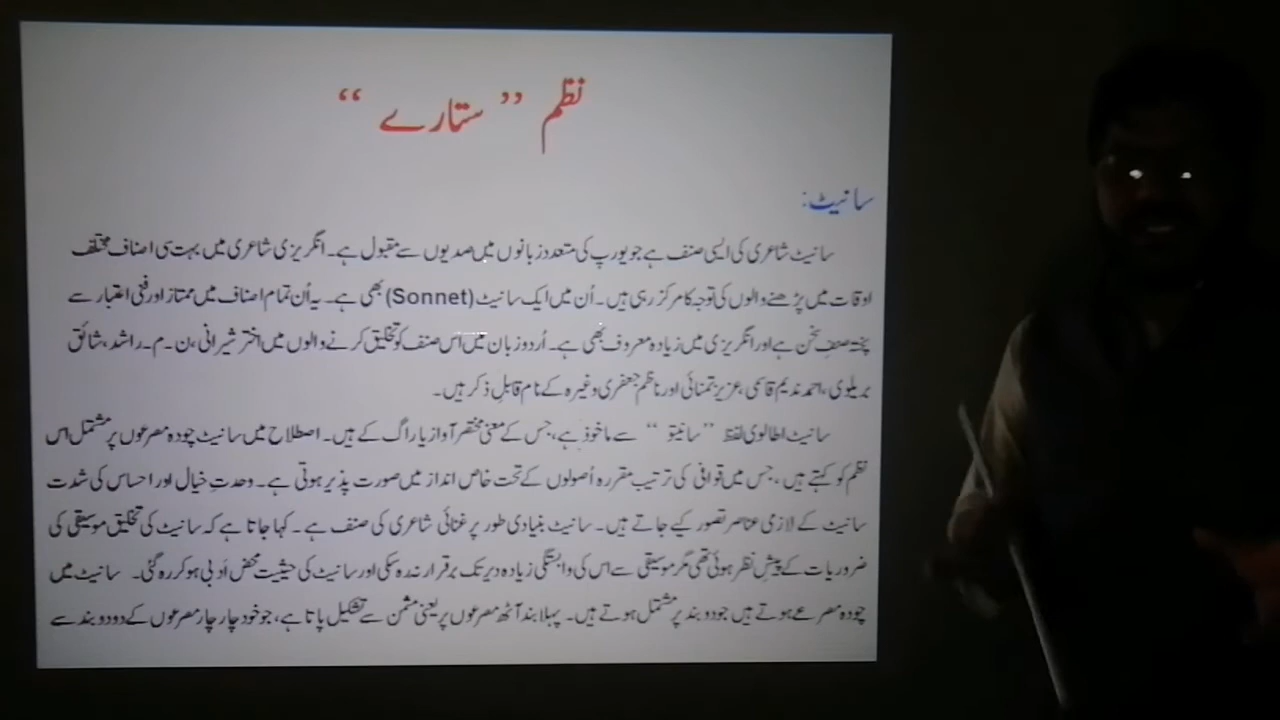 نظم ”ستارے“
سانیٹ:
سانیٹ شاعری کی ایسی صنف ہے جو یورپ کی متعدد زبانوں میں صدیوں سے مقبول ہے۔ انگریزی شاعری میں بہت سی اصناف مختلف
اوقات میں پڑھنے والوں کی توجہ کا مرکز رہی ہیں۔ اُن میں ایک سانیٹ (Sonnet) بھی ہے۔ یہ اُن تمام اصناف میں ممتاز اور فنی اعتبار سے
پختہ صنفِ سخن ہے اور انگریزی میں زیادہ معروف بھی ہے۔ اُردو زبان میں اس صنف کو تخلیق کرنے والوں میں اختر شیرانی، ن۔م۔راشد، شائق
بریلوی، احمد ندیم قاسمی، عزیز تمنائی اور ناظم جعفری وغیرہ کے نام قابلِ ذکر ہیں۔
سانیٹ اطالوی لفظ ”سانیتو“ سے ماخوذ ہے، جس کے معنی مختصر آواز یا راگ کے ہیں۔ اصطلاح میں سانیٹ چودہ مصرعوں پر مشتمل اس
نظم کو کہتے ہیں، جس میں قوافی کی ترتیب مقررہ اُصولوں کے تحت خاص انداز میں صورت پذیر ہوتی ہے۔ وحدتِ خیال اور احساس کی شدت
سانیٹ کے لازمی عناصر تصور کیے جاتے ہیں۔ سانیٹ بنیادی طور پر غنائی شاعری کی صنف ہے۔ کہا جاتا ہے کہ سانیٹ کی تخلیق موسیقی کی
ضروریات کے پیشِ نظر ہوئی تھی مگر موسیقی سے اس کی وابستگی زیادہ دیر تک برقرار نہ رہ سکی اور سانیٹ کی حیثیت محض اَدبی ہو کر رہ گئی۔ سانیٹ میں
چودہ مصرعے ہوتے ہیں جو دو بند پر مشتمل ہوتے ہیں۔ پہلا بند آٹھ مصرعوں پر یعنی مثمن سے تشکیل پاتا ہے، جو خود چار چار مصرعوں کے دو دو بند سے